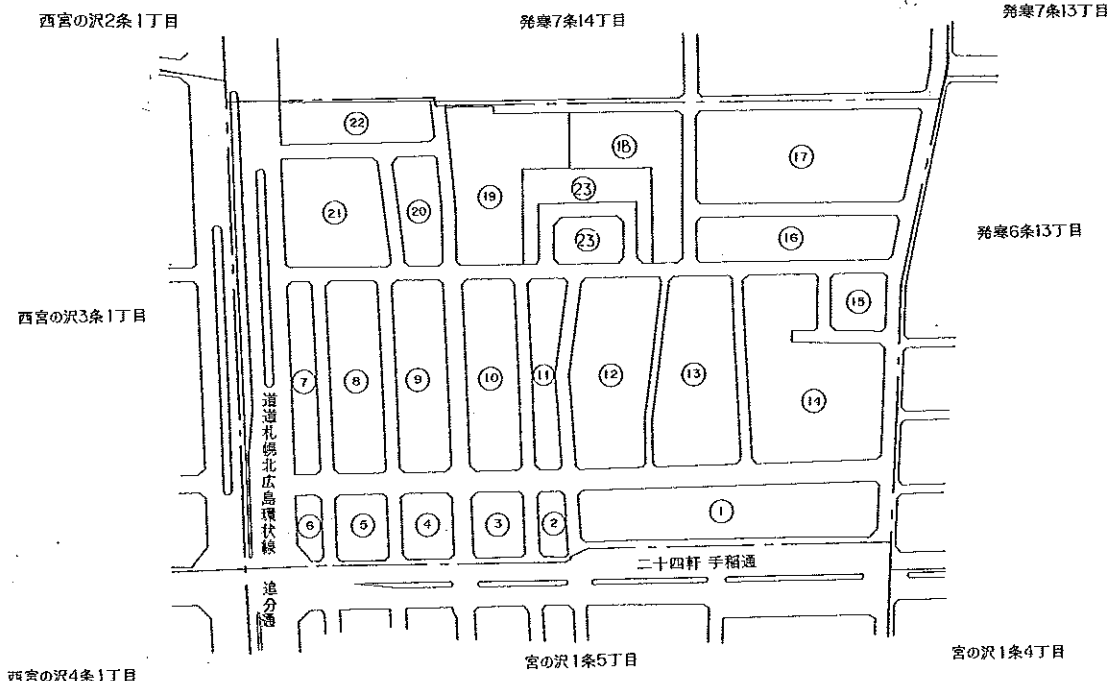 西宮の沢2条1丁目
発寒7条14丁目
発寒7条13丁目
22
18
17
21
20
19
23
23
16
発寒6条13丁目
西宮の沢3条1丁目
15
7
8
9
10
11
12
13
14
道道札幌北広島環状線
6
5
4
3
2
1
二十四軒 手稲通
追分通
西宮の沢4条1丁目
宮の沢1条5丁目
宮の沢1条4丁目